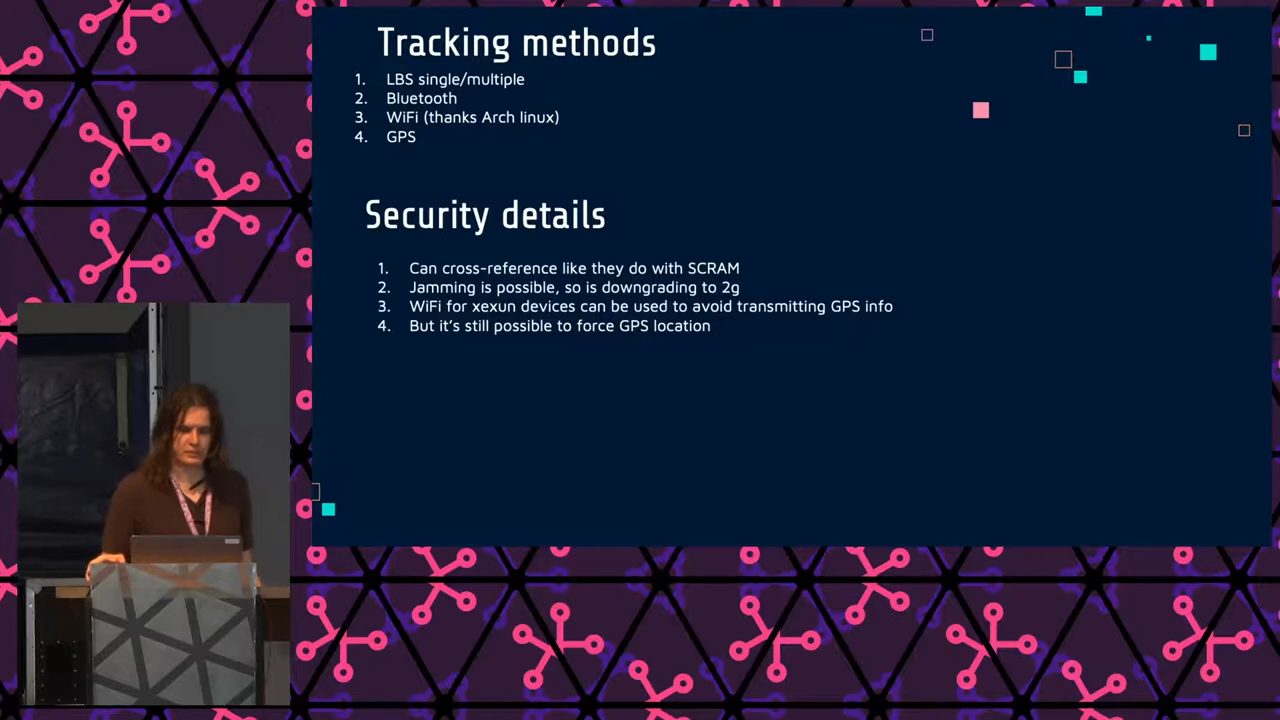 Tracking methods
1. LBS single/multiple
2. Bluetooth
3. WiFi (thanks Arch linux)
4. GPS
Security details
1. Can cross-reference like they do with SCRAM
2. Jamming is possible, so is downgrading to 2g
3. WiFi for xexun devices can be used to avoid transmitting GPS info
4. But it's still possible to force GPS location